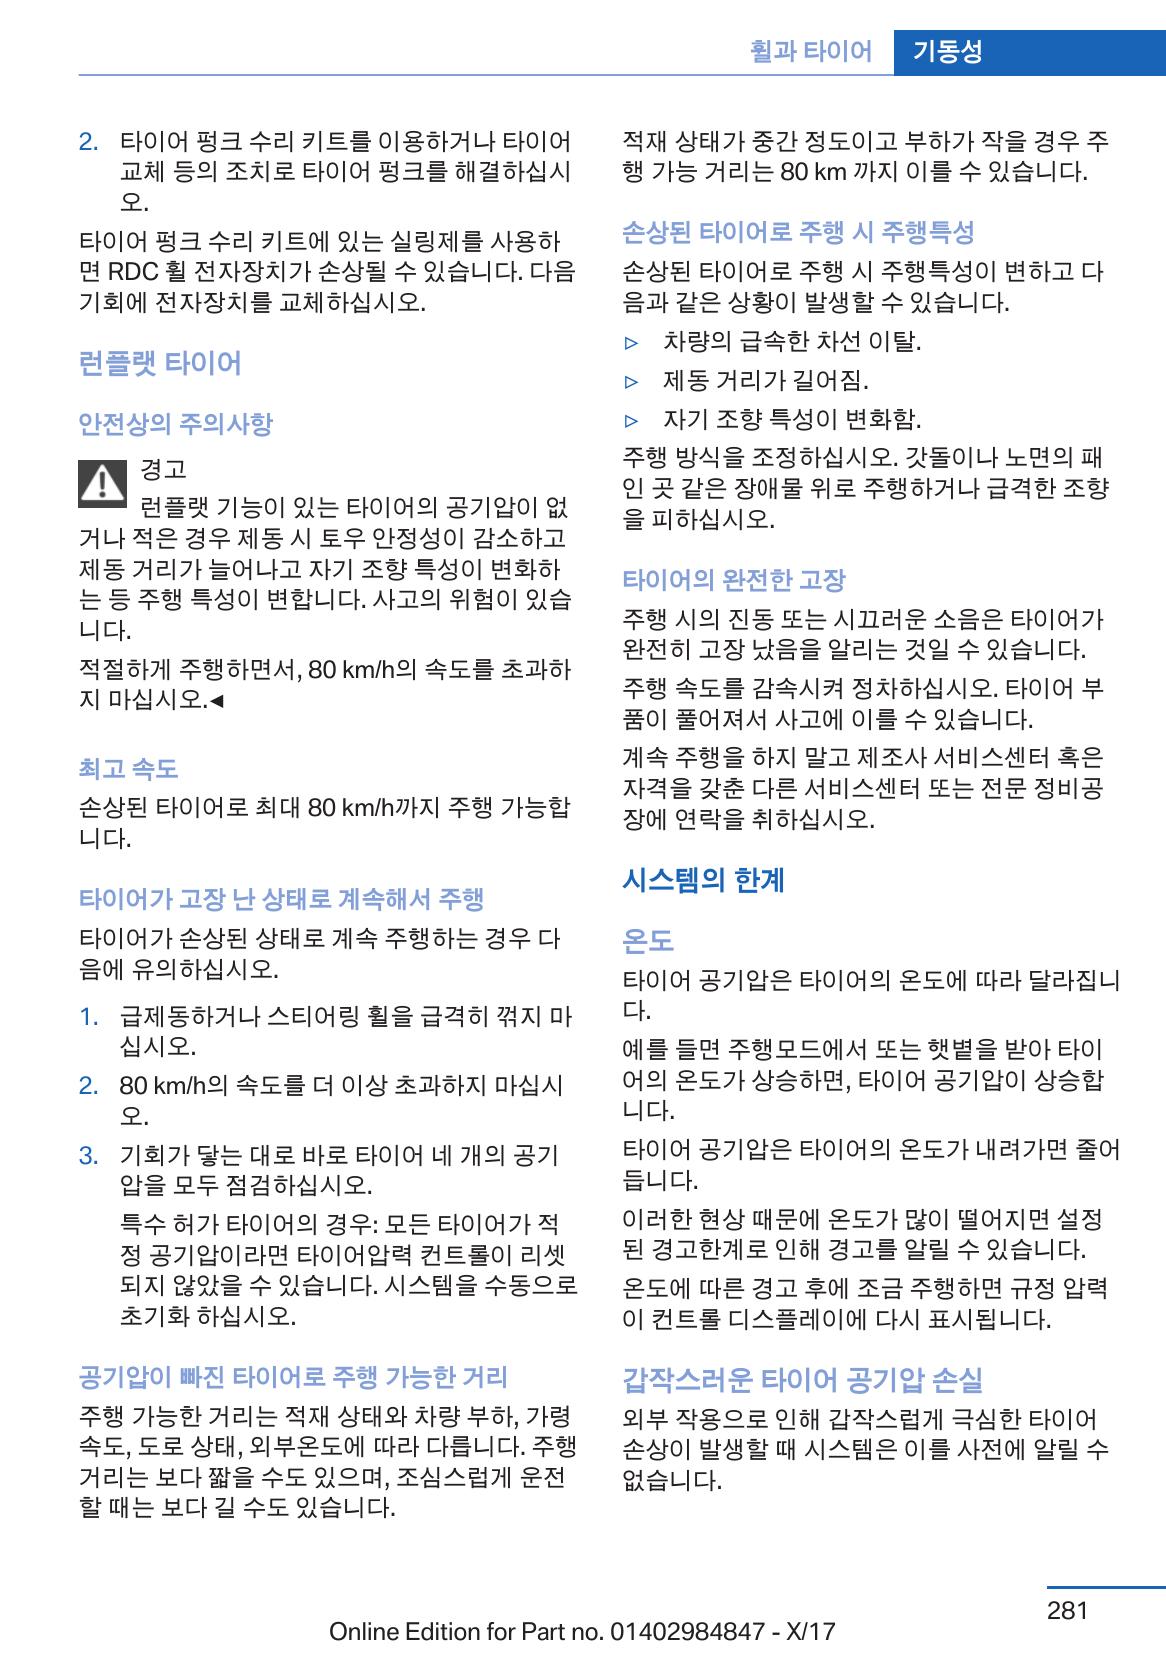 휠과 타이어 기동성
2. 타이어 펑크 수리 키트를 이용하거나 타이어
교체 등의 조치로 타이어 펑크를 해결하십시
오.
타이어 펑크 수리 키트에 있는 실링제를 사용하
면 RDC 휠 전자장치가 손상될 수 있습니다. 다음
기회에 전자장치를 교체하십시오.
런플랫 타이어
안전상의 주의사항
경고
런플랫 기능이 있는 타이어의 공기압이 없
거나 적은 경우 제동 시 토우 안정성이 감소하고
제동 거리가 늘어나고 자기 조향 특성이 변화하
는 등 주행 특성이 변합니다. 사고의 위험이 있습
니다.
적절하게 주행하면서, 80 km/h의 속도를 초과하
지 마십시오.◄
최고 속도
손상된 타이어로 최대 80 km/h까지 주행 가능합
니다.
타이어가 고장 난 상태로 계속해서 주행
타이어가 손상된 상태로 계속 주행하는 경우 다
음에 유의하십시오.
1. 급제동하거나 스티어링 휠을 급격히 꺾지 마
십시오.
2. 80 km/h의 속도를 더 이상 초과하지 마십시
오.
3. 기회가 닿는 대로 바로 타이어 네 개의 공기
압을 모두 점검하십시오.
특수 허가 타이어의 경우: 모든 타이어가 적
정 공기압이라면 타이어압력 컨트롤이 리셋
되지 않았을 수 있습니다. 시스템을 수동으로
초기화 하십시오.
공기압이 빠진 타이어로 주행 가능한 거리
주행 가능한 거리는 적재 상태와 차량 부하, 가령
속도, 도로 상태, 외부온도에 따라 다릅니다. 주행
거리는 보다 짧을 수도 있으며, 조심스럽게 운전
할 때는 보다 길 수도 있습니다.
적재 상태가 중간 정도이고 부하가 작을 경우 주
행 가능 거리는 80 km 까지 이를 수 있습니다.
손상된 타이어로 주행 시 주행특성
손상된 타이어로 주행 시 주행특성이 변하고 다
음과 같은 상황이 발생할 수 있습니다.
▷ 차량의 급속한 차선 이탈.
▷ 제동 거리가 길어짐.
▷ 자기 조향 특성이 변화함.
주행 방식을 조정하십시오. 갓돌이나 노면의 패
인 곳 같은 장애물 위로 주행하거나 급격한 조향
을 피하십시오.
타이어의 완전한 고장
주행 시의 진동 또는 시끄러운 소음은 타이어가
완전히 고장 났음을 알리는 것일 수 있습니다.
주행 속도를 감속시켜 정차하십시오. 타이어 부
품이 풀어져서 사고에 이를 수 있습니다.
계속 주행을 하지 말고 제조사 서비스센터 혹은
자격을 갖춘 다른 서비스센터 또는 전문 정비공
장에 연락을 취하십시오.
시스템의 한계
온도
타이어 공기압은 타이어의 온도에 따라 달라집니
다.
예를 들면 주행모드에서 또는 햇볕을 받아 타이
어의 온도가 상승하면, 타이어 공기압이 상승합
니다.
타이어 공기압은 타이어의 온도가 내려가면 줄어
듭니다.
이러한 현상 때문에 온도가 많이 떨어지면 설정
된 경고한계로 인해 경고를 알릴 수 있습니다.
온도에 따른 경고 후에 조금 주행하면 규정 압력
이 컨트롤 디스플레이에 다시 표시됩니다.
갑작스러운 타이어 공기압 손실
외부 작용으로 인해 갑작스럽게 극심한 타이어
손상이 발생할 때 시스템은 이를 사전에 알릴 수
없습니다.
281
Online Edition for Part no. 01402984847 - X/17